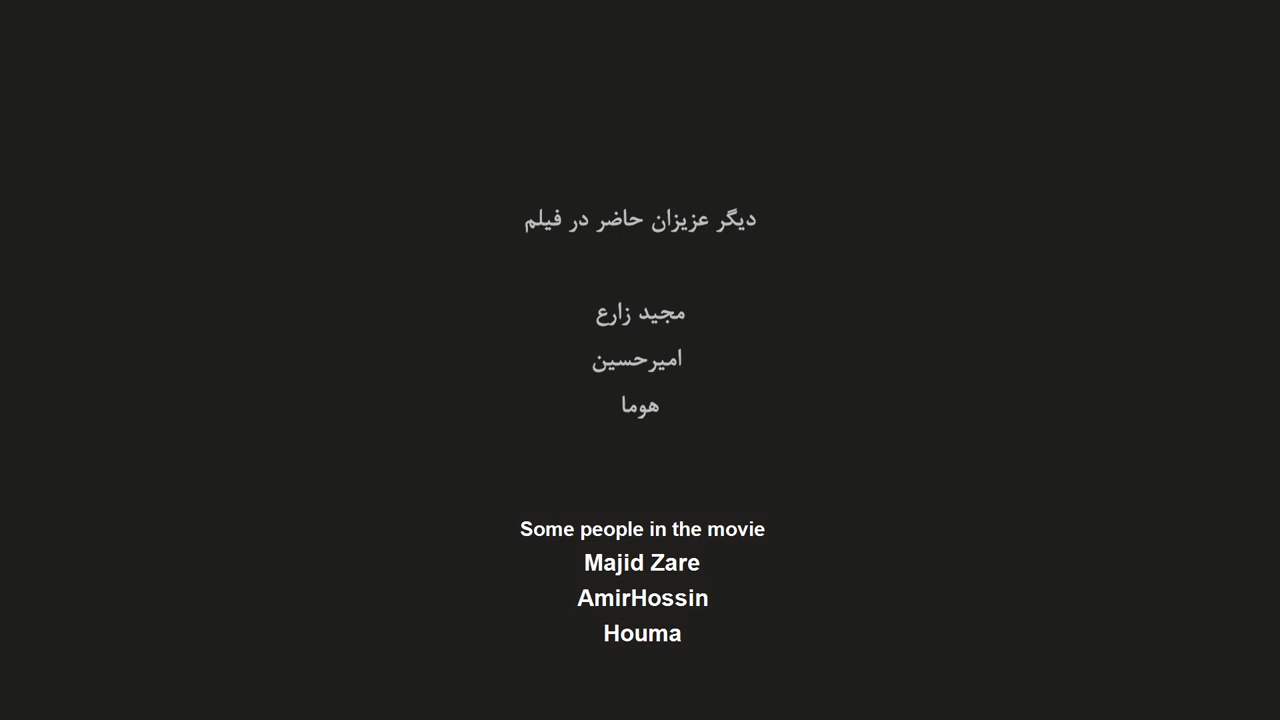 دیگر عزیزان حاضر در فیلم
مجید زارع
امیرحسین
هوما
Some people in the movie
Majid Zare
AmirHossin
Houma